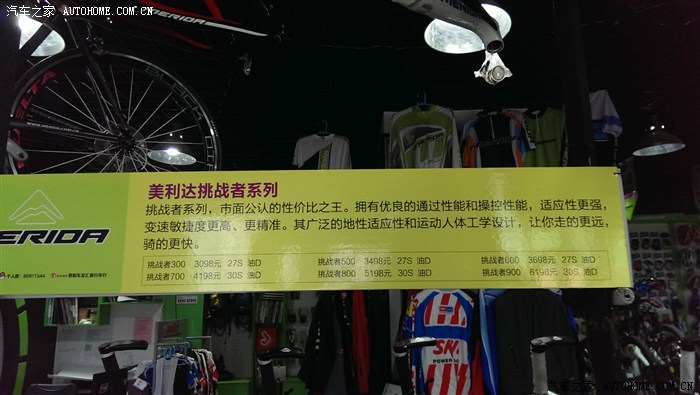 汽车之家 AUTOHOME.COM.CN
MERIDA
BLACK
美利达挑战者系列
挑战者系列，市面公认的性价比之王。拥有优良的通过性能和操控性能，适应性更强，
变速敏捷度更高、更精准。其广泛的地性适应性和运动人体工学设计，让你走的更远，
骑的更快。
ERIDA
挑战者300 3098元 27S 油D 挑战者500 3498元 27S 油D 挑战者600 3698元 27S 油D
挑战者700 4198元 30S 油D 挑战者800 5198元 30S 油D 挑战者900 6198元 30S 油D
汽车之家
WWW.AUTOHOME.COM.CN